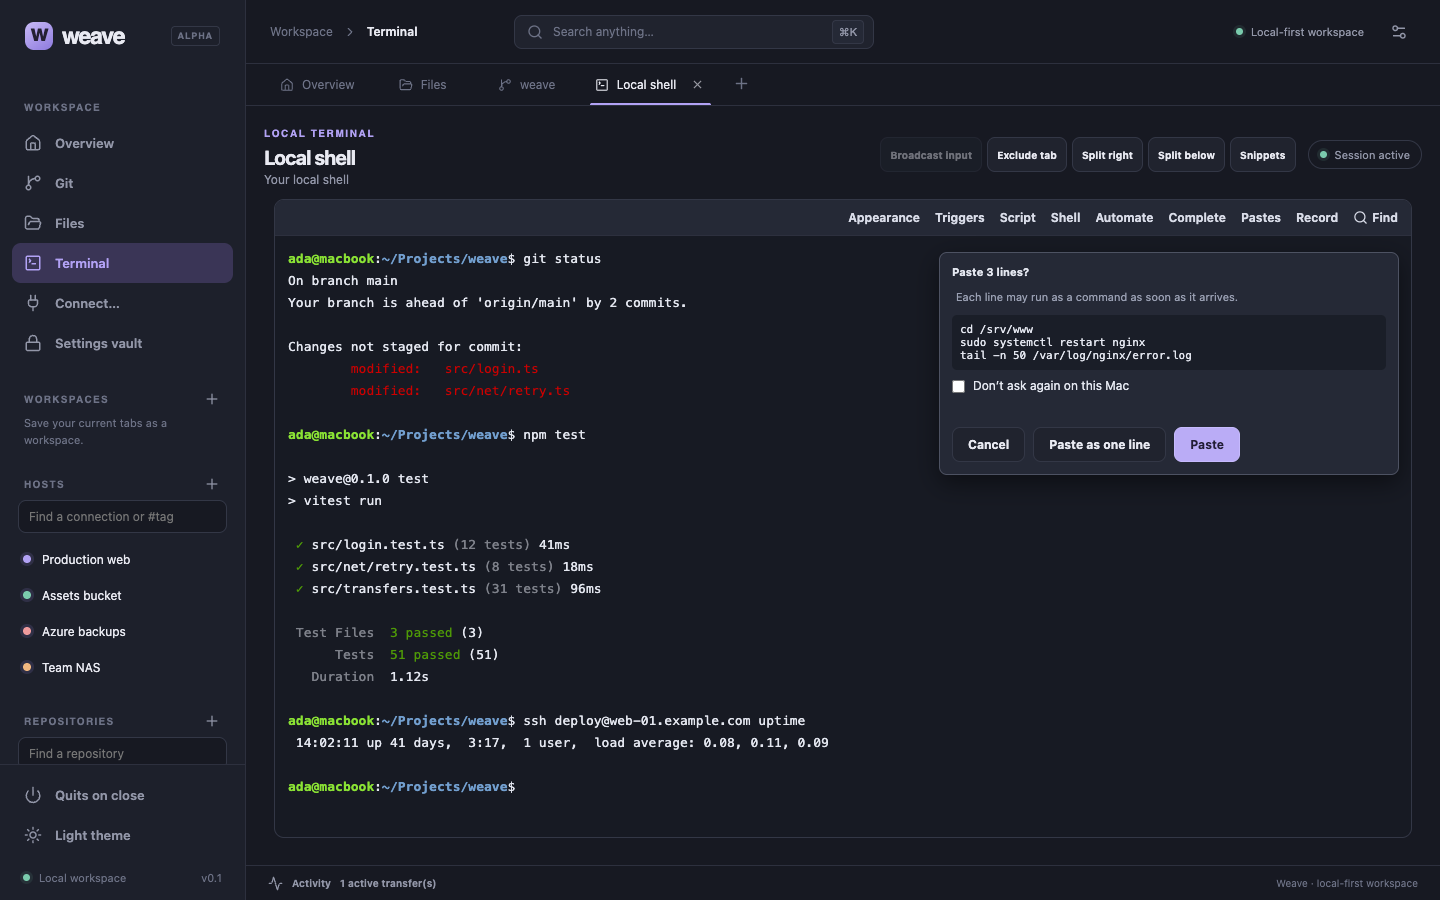 W weave ALPHA
Workspace > Terminal
Search anything... ⌘K
Local-first workspace
Overview
Files
weave
Local shell ×
+
WORKSPACE
Overview
Git
Files
Terminal
Connect...
Settings vault
WORKSPACES +
Save your current tabs as a
workspace.
HOSTS +
Find a connection or #tag
Production web
Assets bucket
Azure backups
Team NAS
REPOSITORIES +
Find a repository
Quits on close
Light theme
Local workspace v0.1
LOCAL TERMINAL
Local shell
Your local shell
Broadcast input
Exclude tab
Split right
Split below
Snippets
Session active
Appearance Triggers Script Shell Automate Complete Pastes Record Find
ada@macbook:~/Projects/weave$ git status
On branch main
Your branch is ahead of 'origin/main' by 2 commits.
Changes not staged for commit:
modified: src/login.ts
modified: src/net/retry.ts
ada@macbook:~/Projects/weave$ npm test
> weave@0.1.0 test
> vitest run
✓ src/login.test.ts (12 tests) 41ms
✓ src/net/retry.test.ts (8 tests) 18ms
✓ src/transfers.test.ts (31 tests) 96ms
Test Files 3 passed (3)
Tests 51 passed (51)
Duration 1.12s
ada@macbook:~/Projects/weave$ ssh deploy@web-01.example.com uptime
14:02:11 up 41 days, 3:17, 1 user, load average: 0.08, 0.11, 0.09
ada@macbook:~/Projects/weave$
Paste 3 lines?
Each line may run as a command as soon as it arrives.
cd /srv/www
sudo systemctl restart nginx
tail -n 50 /var/log/nginx/error.log
Don't ask again on this Mac
Cancel
Paste as one line
Paste
Activity 1 active transfer(s)
Weave · local-first workspace